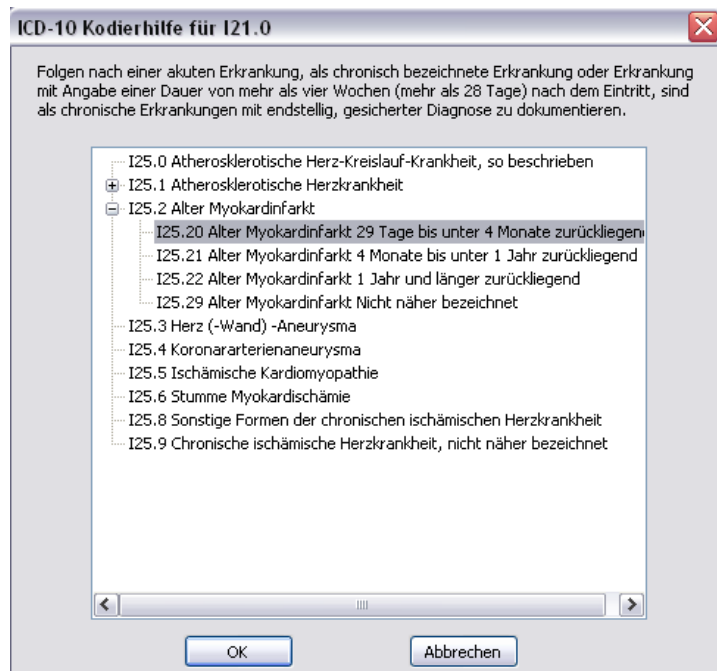 ICD-10 Kodierhilfe für I21.0
Folgen nach einer akuten Erkrankung, als chronisch bezeichnete Erkrankung oder Erkrankung
mit Angabe einer Dauer von mehr als vier Wochen (mehr als 28 Tage) nach dem Eintritt, sind
als chronische Erkrankungen mit endstellig, gesicherter Diagnose zu dokumentieren.
I25.0 Atherosklerotische Herz-Kreislauf-Krankheit, so beschrieben
I25.1 Atherosklerotische Herzkrankheit
I25.2 Alter Myokardinfarkt
I25.20 Alter Myokardinfarkt 29 Tage bis unter 4 Monate zurückliegen
I25.21 Alter Myokardinfarkt 4 Monate bis unter 1 Jahr zurückliegend
I25.22 Alter Myokardinfarkt 1 Jahr und länger zurückliegend
I25.29 Alter Myokardinfarkt Nicht näher bezeichnet
I25.3 Herz (-Wand) -Aneurysma
I25.4 Koronararterienaneurysma
I25.5 Ischämische Kardiomyopathie
I25.6 Stumme Myokardischämie
I25.8 Sonstige Formen der chronischen ischämischen Herzkrankheit
I25.9 Chronische ischämische Herzkrankheit, nicht näher bezeichnet
OK
Abbrechen